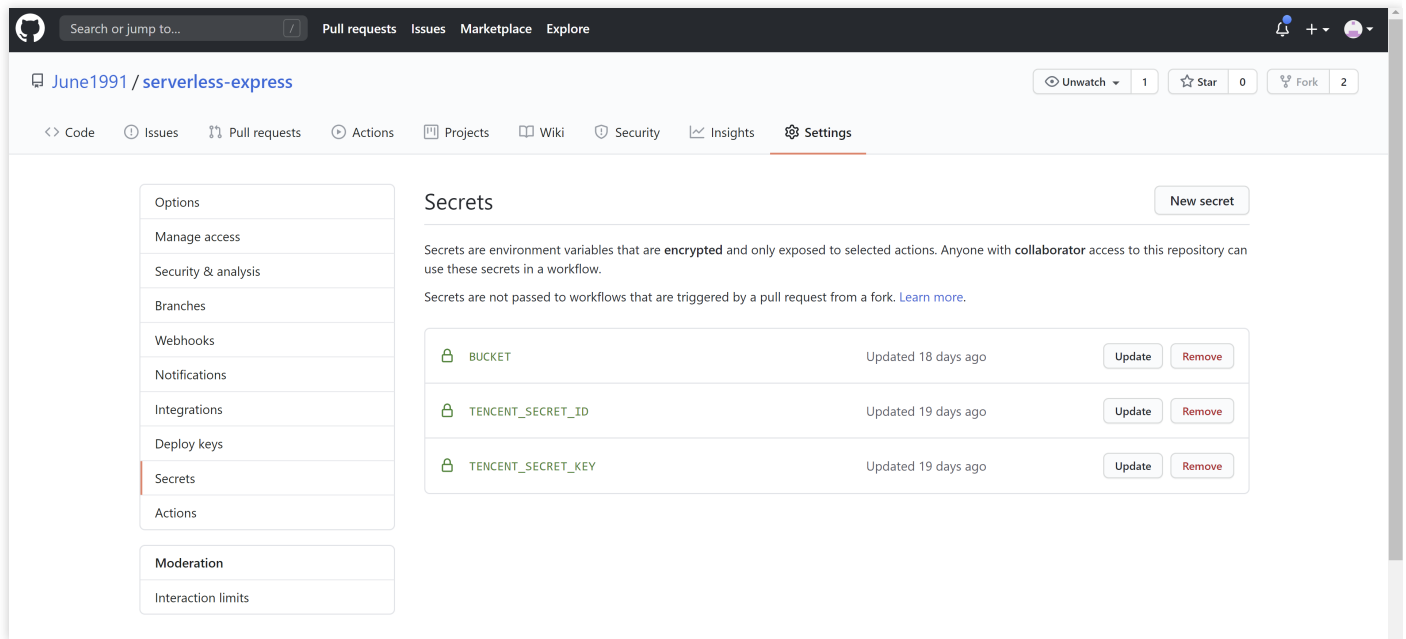 Search or jump to... / Pull requests Issues Marketplace Explore
June1991 / serverless-express Unwatch 1 Star 0 Fork 2
Code Issues Pull requests Actions Projects Wiki Security Insights Settings
Options
Manage access
Security & analysis
Branches
Webhooks
Notifications
Integrations
Deploy keys
Secrets
Actions
Moderation
Interaction limits
Secrets New secret
Secrets are environment variables that are encrypted and only exposed to selected actions. Anyone with collaborator access to this repository can
use these secrets in a workflow.
Secrets are not passed to workflows that are triggered by a pull request from a fork. Learn more.
BUCKET Updated 18 days ago Update Remove
TENCENT_SECRET_ID Updated 19 days ago Update Remove
TENCENT_SECRET_KEY Updated 19 days ago Update Remove